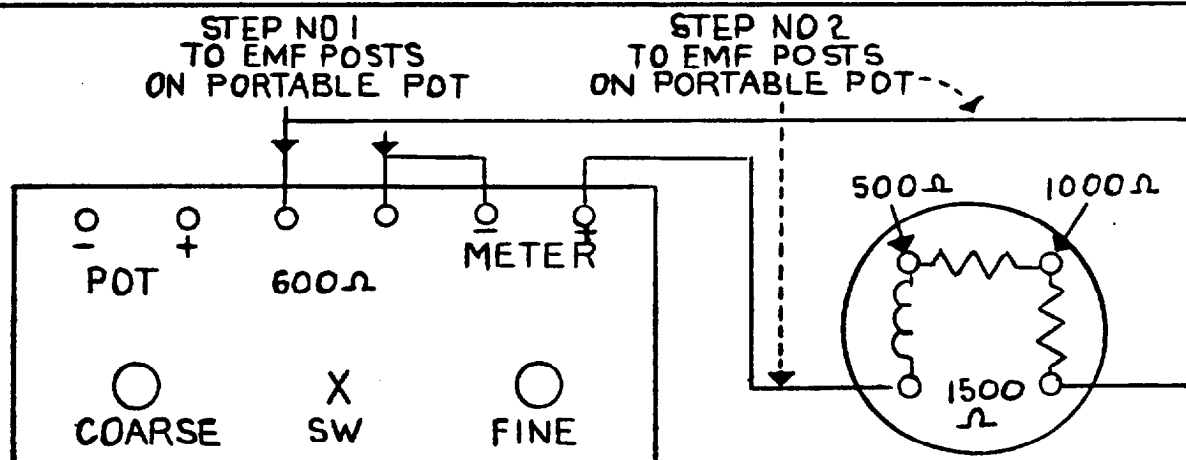 STEP NO 1
TO EMF POSTS
ON PORTABLE POT
STEP NO 2
TO EMF POSTS
ON PORTABLE POT
500Ω
1000Ω
- +
POT
600Ω
- +
METER
1500
Ω
COARSE
X
SW
FINE